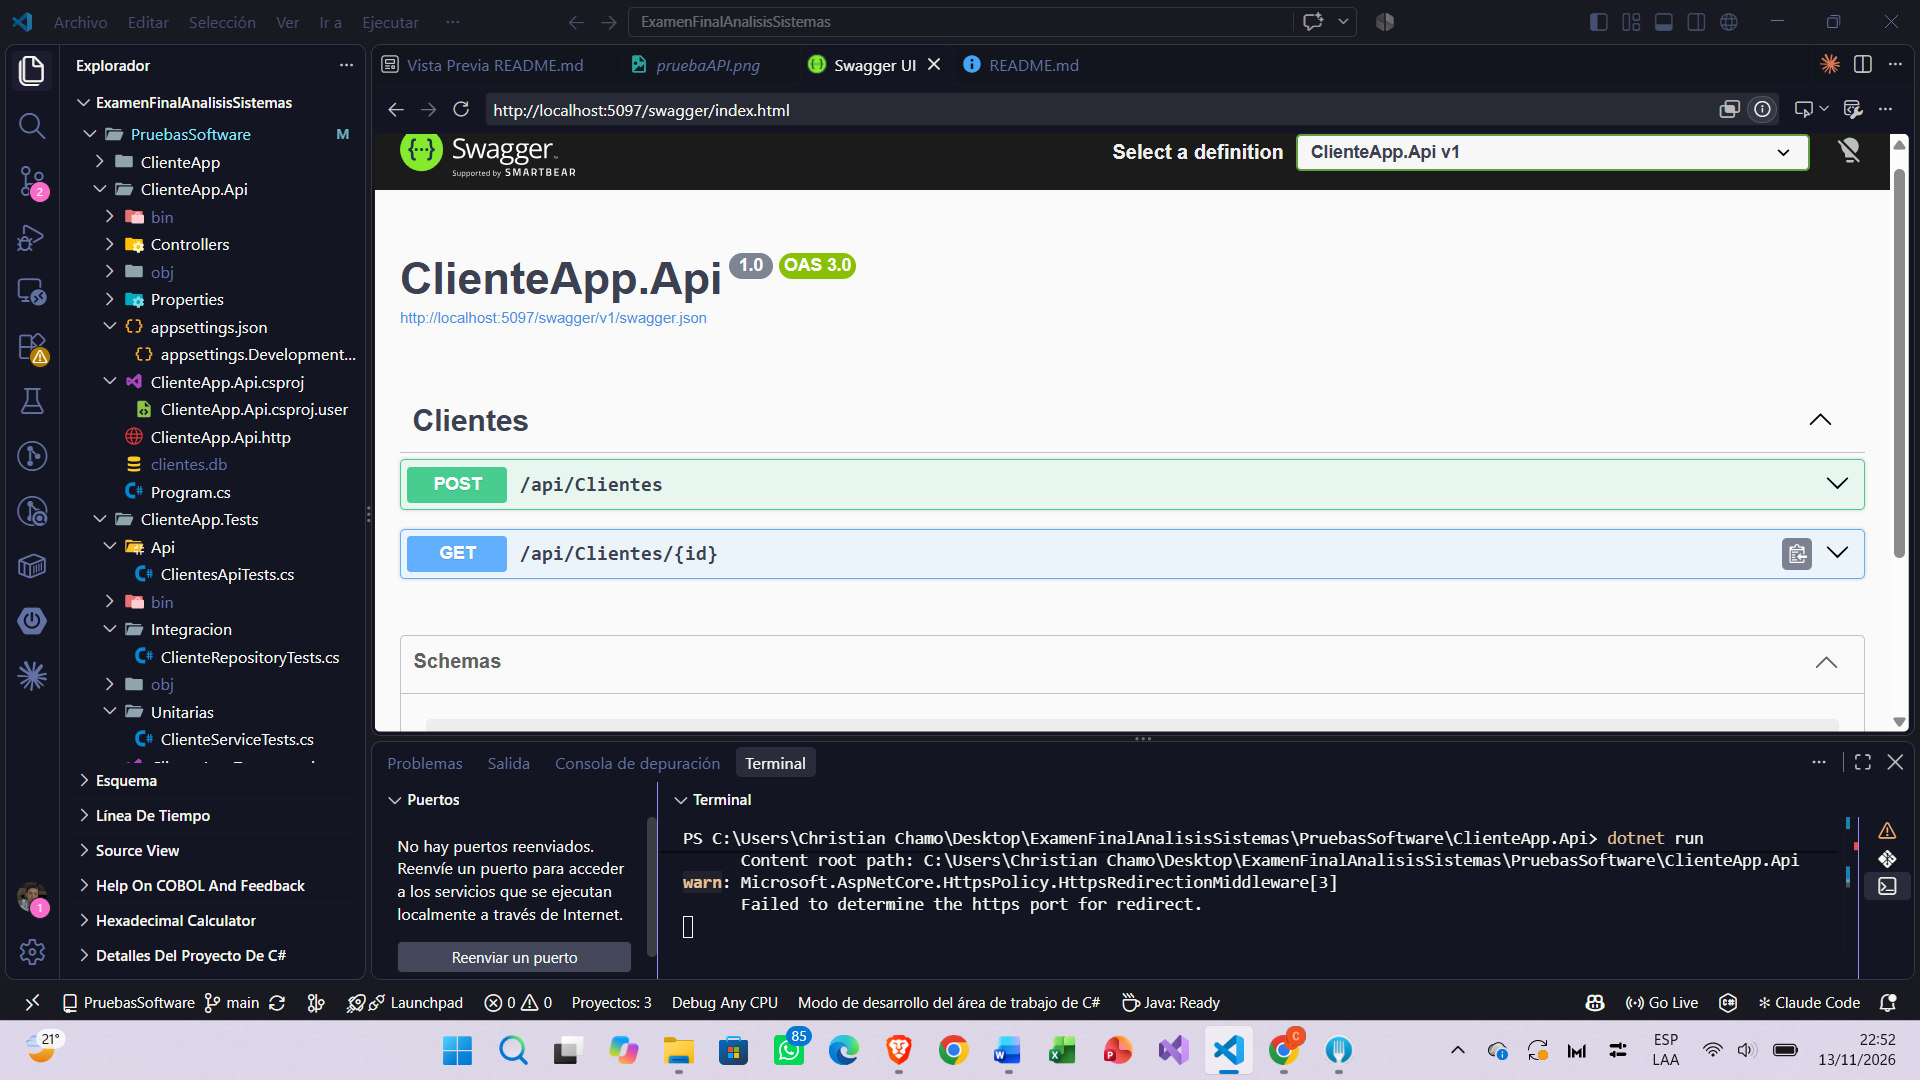 Archivo Editar Selección Ver Ir a Ejecutar ···
ExamenFinalAnalisisSistemas
Explorador
ExamenFinalAnalisisSistemas
PruebasSoftware M
ClienteApp
ClienteApp.Api
bin
Controllers
obj
Properties
appsettings.json
appsettings.Development...
ClienteApp.Api.csproj
ClienteApp.Api.csproj.user
ClienteApp.Api.http
clientes.db
Program.cs
ClienteApp.Tests
Api
ClientesApiTests.cs
bin
Integracion
ClienteRepositoryTests.cs
obj
Unitarias
ClienteServiceTests.cs
Esquema
Línea De Tiempo
Source View
Help On COBOL And Feedback
Hexadecimal Calculator
Detalles Del Proyecto De C#
2
1
Vista Previa README.md
pruebaAPI.png
Swagger UI
README.md
http://localhost:5097/swagger/index.html
Swagger
Supported by SMARTBEAR
Select a definition
ClienteApp.Api v1
ClienteApp.Api 1.0 OAS 3.0
http://localhost:5097/swagger/v1/swagger.json
Clientes
POST /api/Clientes
GET /api/Clientes/{id}
Schemas
Problemas Salida Consola de depuración Terminal
Puertos
No hay puertos reenviados.
Reenvíe un puerto para acceder
a los servicios que se ejecutan
localmente a través de Internet.
Reenviar un puerto
Terminal
PS C:\Users\Christian Chamo\Desktop\ExamenFinalAnalisisSistemas\PruebasSoftware\ClienteApp.Api> dotnet run
Content root path: C:\Users\Christian Chamo\Desktop\ExamenFinalAnalisisSistemas\PruebasSoftware\ClienteApp.Api
warn: Microsoft.AspNetCore.HttpsPolicy.HttpsRedirectionMiddleware[3]
Failed to determine the https port for redirect.
PruebasSoftware main Launchpad 0 0 Proyectos: 3 Debug Any CPU Modo de desarrollo del área de trabajo de C# Java: Ready Go Live Claude Code
21°
85
C
ESP
LAA
22:52
13/11/2026